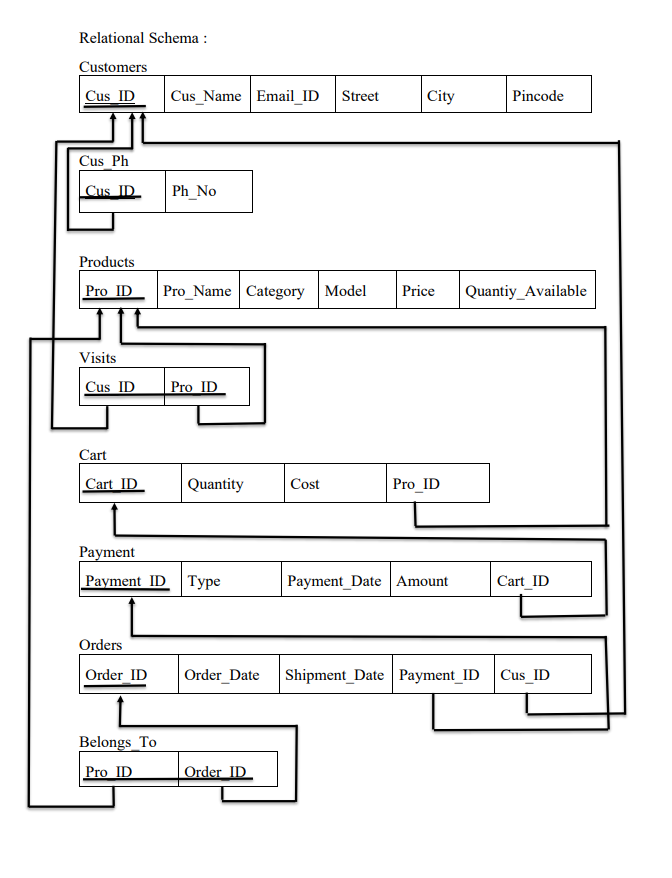 Relational Schema :
Customers
Cus_ID Cus_Name Email_ID Street City Pincode
Cus_Ph
Cus_ID Ph_No
Products
Pro_ID Pro_Name Category Model Price Quantiy_Available
Visits
Cus_ID Pro_ID
Cart
Cart_ID Quantity Cost Pro_ID
Payment
Payment_ID Type Payment_Date Amount Cart_ID
Orders
Order_ID Order_Date Shipment_Date Payment_ID Cus_ID
Belongs_To
Pro_ID Order_ID